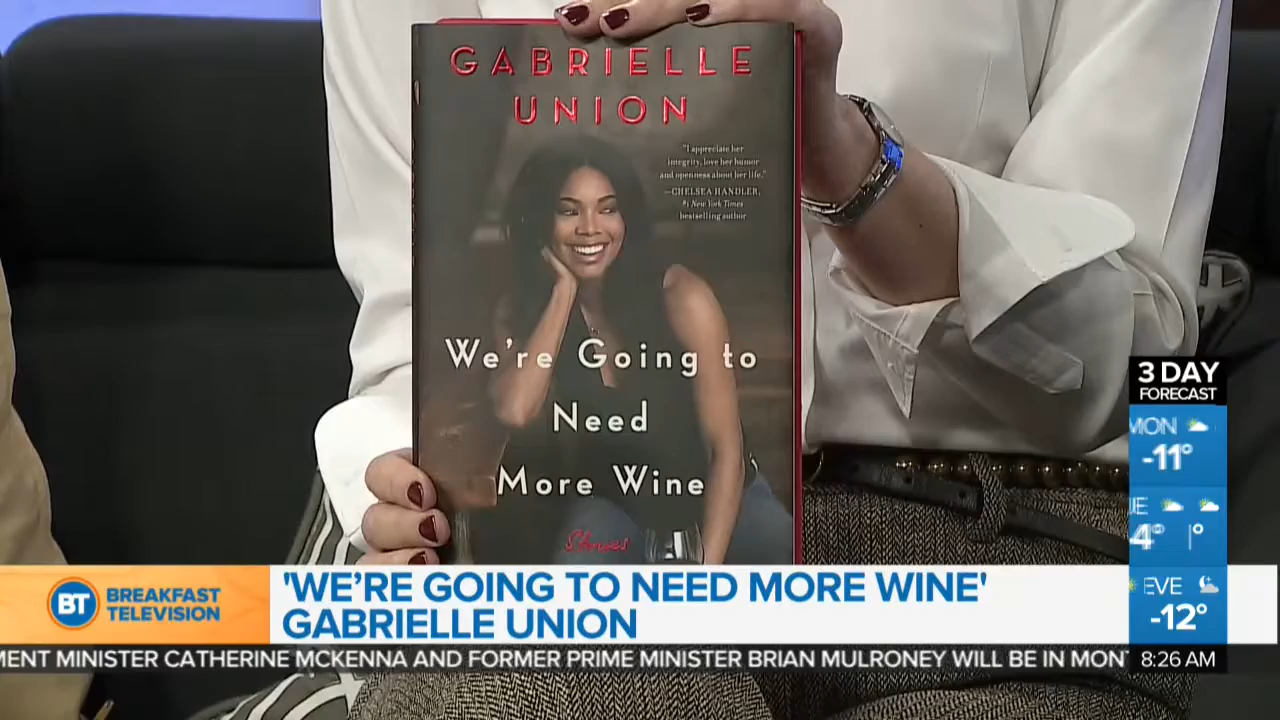 GABRIELLE
UNION
"I appreciate her
integrity, love her humor
and openness about her life."
—CHELSEA HANDLER,
#1 New York Times
bestselling author
We're Going to
Need
More Wine
Stories
3 DAY
FORECAST
MON
-11°
4°
EVE
-12°
BT
BREAKFAST
TELEVISION
'WE'RE GOING TO NEED MORE WINE'
GABRIELLE UNION
MENT MINISTER CATHERINE MCKENNA AND FORMER PRIME MINISTER BRIAN MULRONEY WILL BE IN MON
8:26 AM